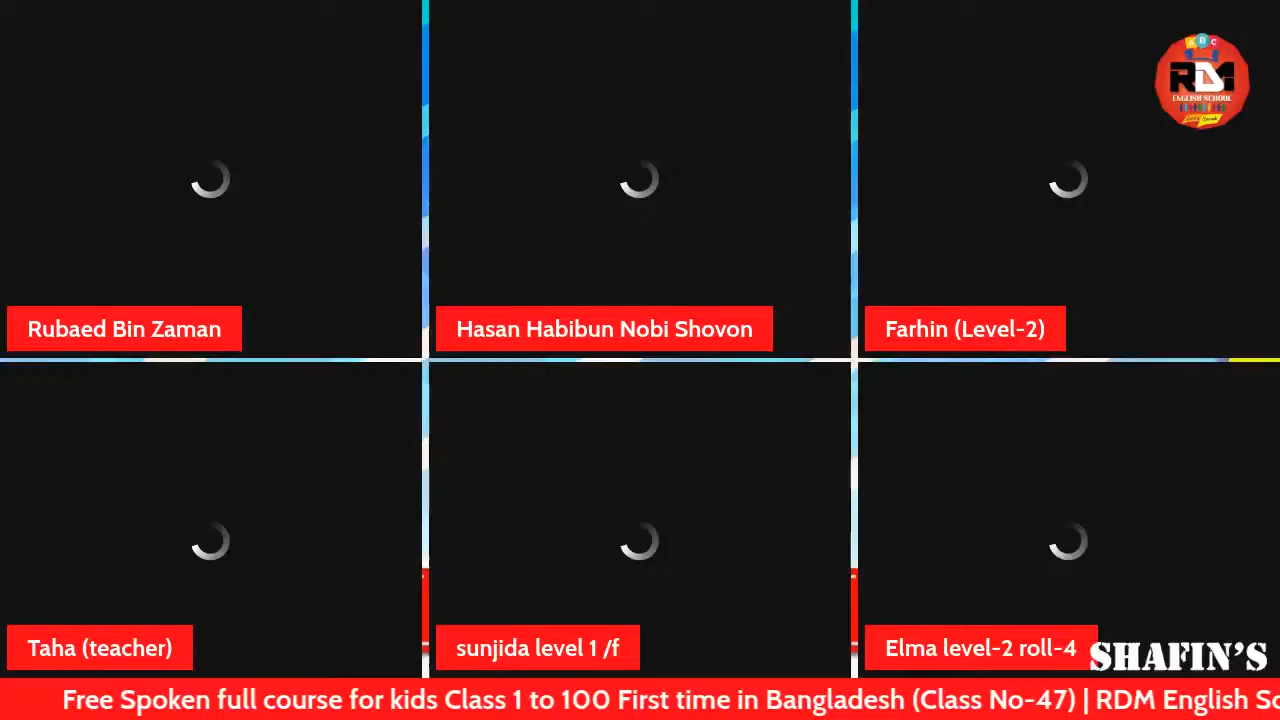 A B C
RDM
ENGLISH SCHOOL
Rubaed Bin Zaman
Hasan Habibun Nobi Shovon
Farhin (Level-2)
Taha (teacher)
sunjida level 1 /f
Elma level-2 roll-4
SHAFIN'S
Free Spoken full course for kids Class 1 to 100 First time in Bangladesh (Class No-47) | RDM English Sc